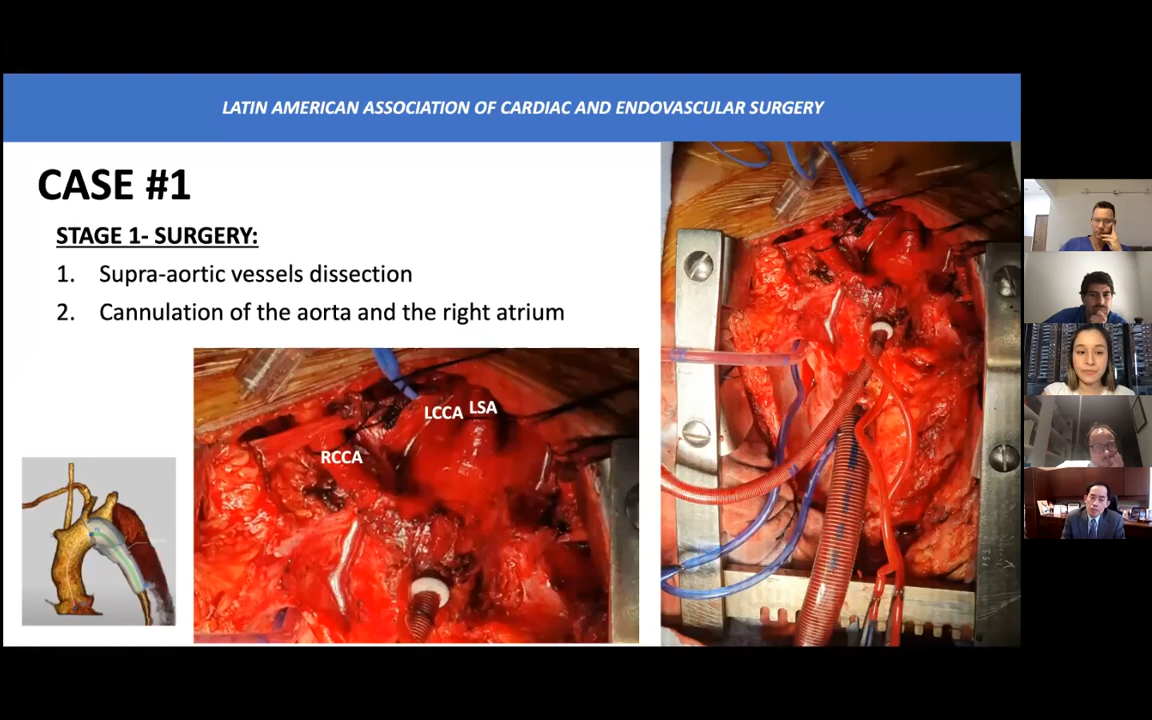 LATIN AMERICAN ASSOCIATION OF CARDIAC AND ENDOVASCULAR SURGERY
CASE #1
STAGE 1- SURGERY:
1. Supra-aortic vessels dissection
2. Cannulation of the aorta and the right atrium
LCCA LSA
RCCA